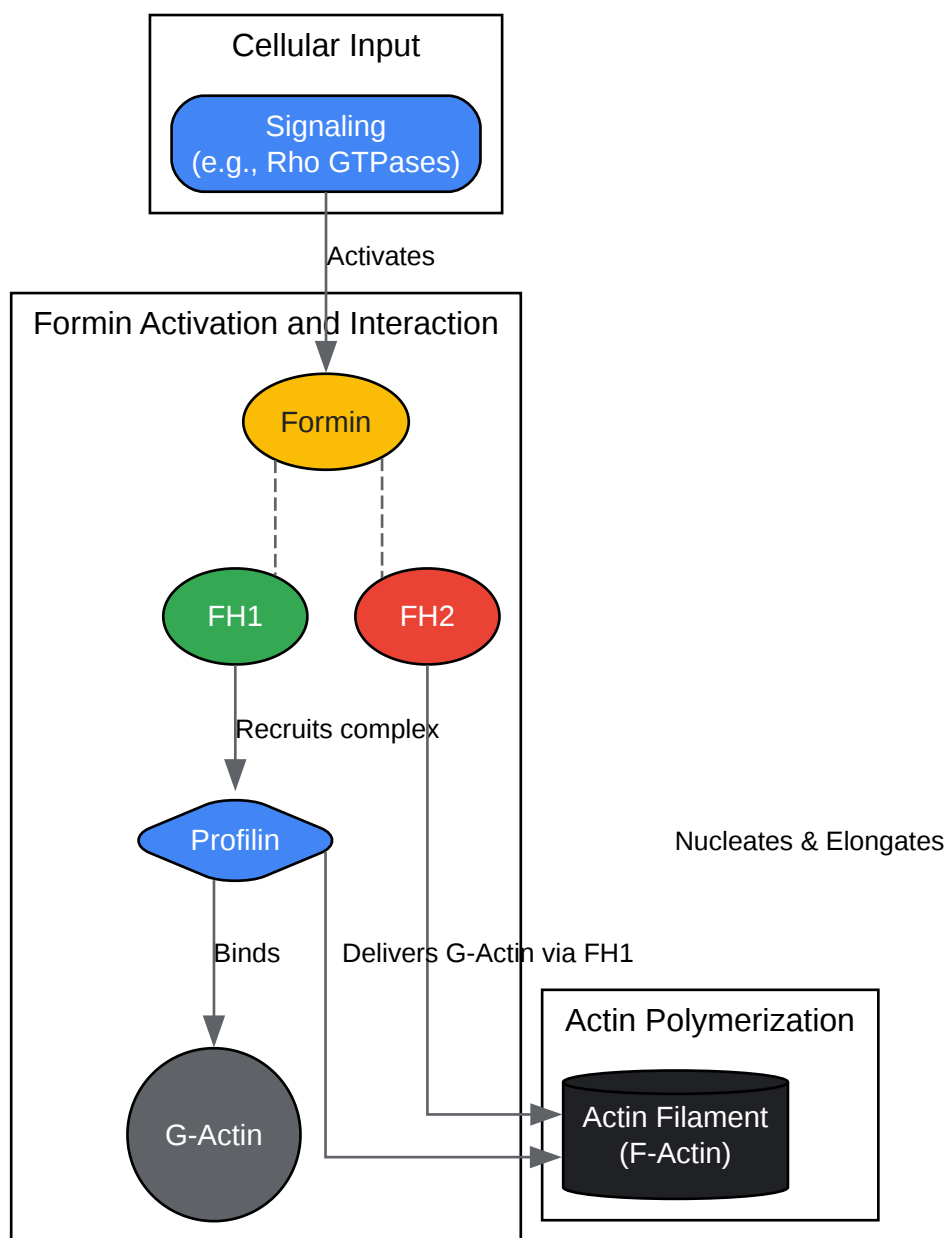 Cellular Input
Signaling
(e.g., Rho GTPases)
Activates
Formin Activation and Interaction
Formin
FH1
FH2
Recruits complex
Profilin
Nucleates & Elongates
Binds
Delivers G-Actin via FH1
Actin Polymerization
Actin Filament
(F-Actin)
G-Actin